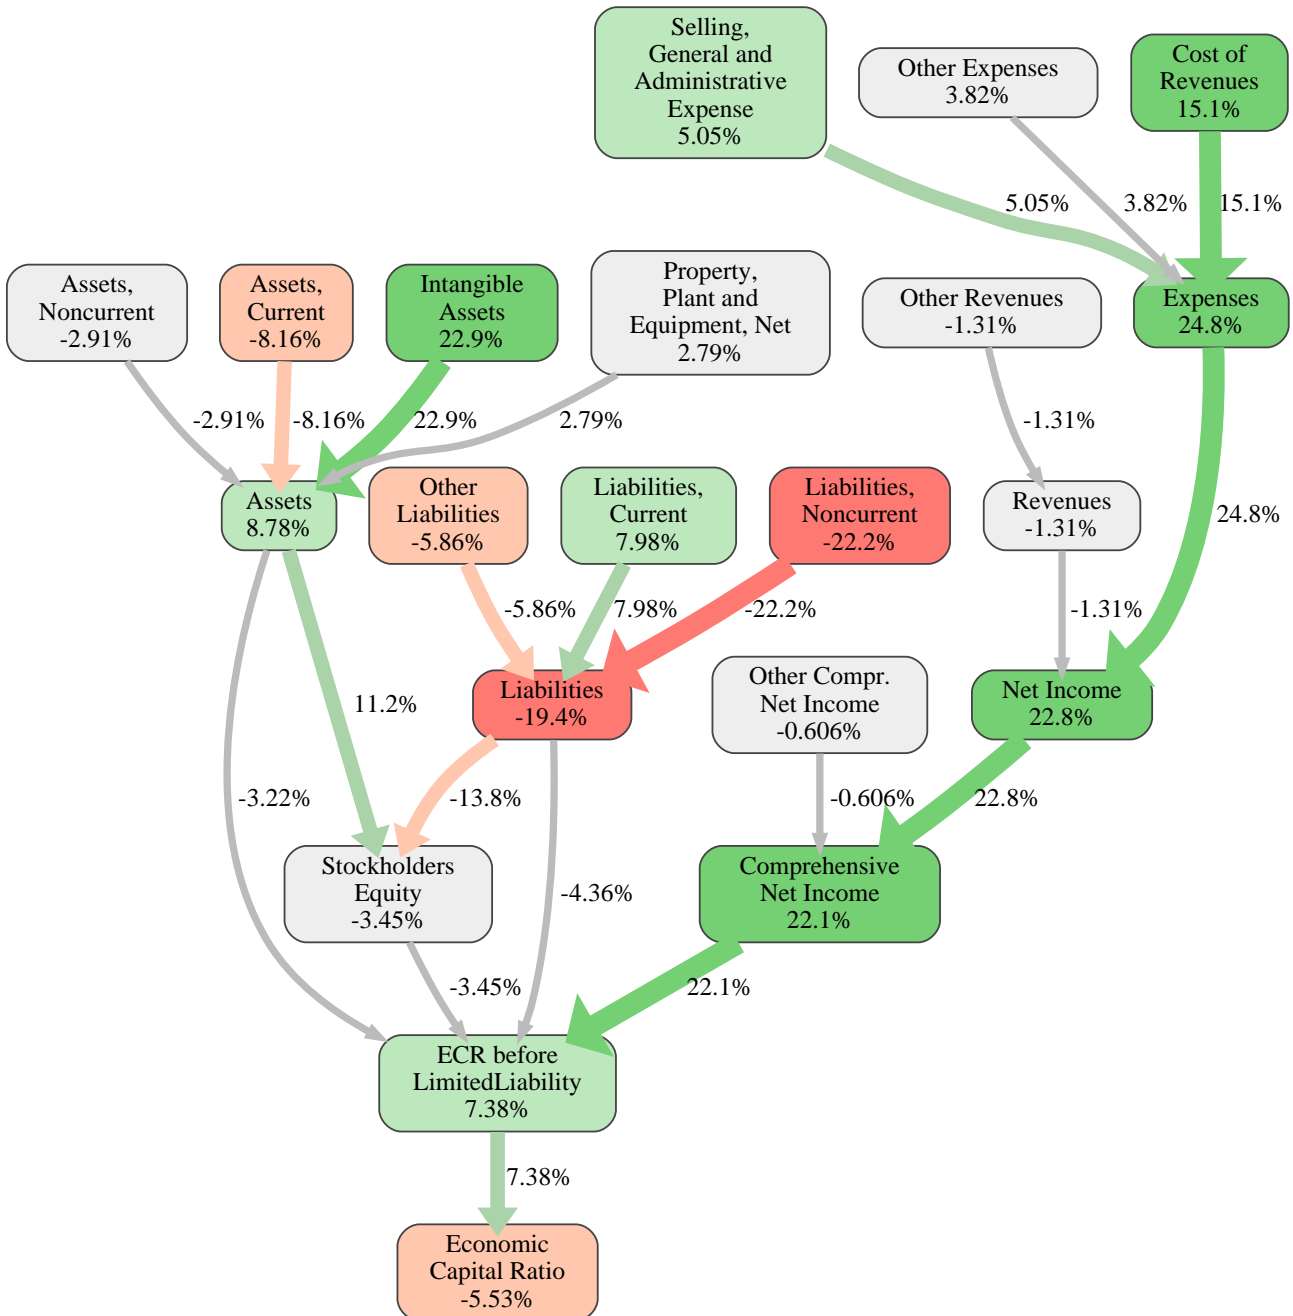 Selling,
General and
Administrative
Expense
5.05%
Other Expenses
3.82%
Cost of
Revenues
15.1%
5.05%
3.82%
15.1%
Assets,
Noncurrent
-2.91%
Assets,
Current
-8.16%
Intangible
Assets
22.9%
Property,
Plant and
Equipment, Net
2.79%
Other Revenues
-1.31%
Expenses
24.8%
-2.91%
-8.16%
22.9%
2.79%
-1.31%
24.8%
Assets
8.78%
Other
Liabilities
-5.86%
Liabilities,
Current
7.98%
Liabilities,
Noncurrent
-22.2%
Revenues
-1.31%
-5.86%
7.98%
-22.2%
-1.31%
Liabilities
-19.4%
Other Compr.
Net Income
-0.606%
Net Income
22.8%
11.2%
-3.22%
-13.8%
-0.606%
22.8%
Stockholders
Equity
-3.45%
-4.36%
Comprehensive
Net Income
22.1%
-3.45%
22.1%
ECR before
LimitedLiability
7.38%
7.38%
Economic
Capital Ratio
-5.53%